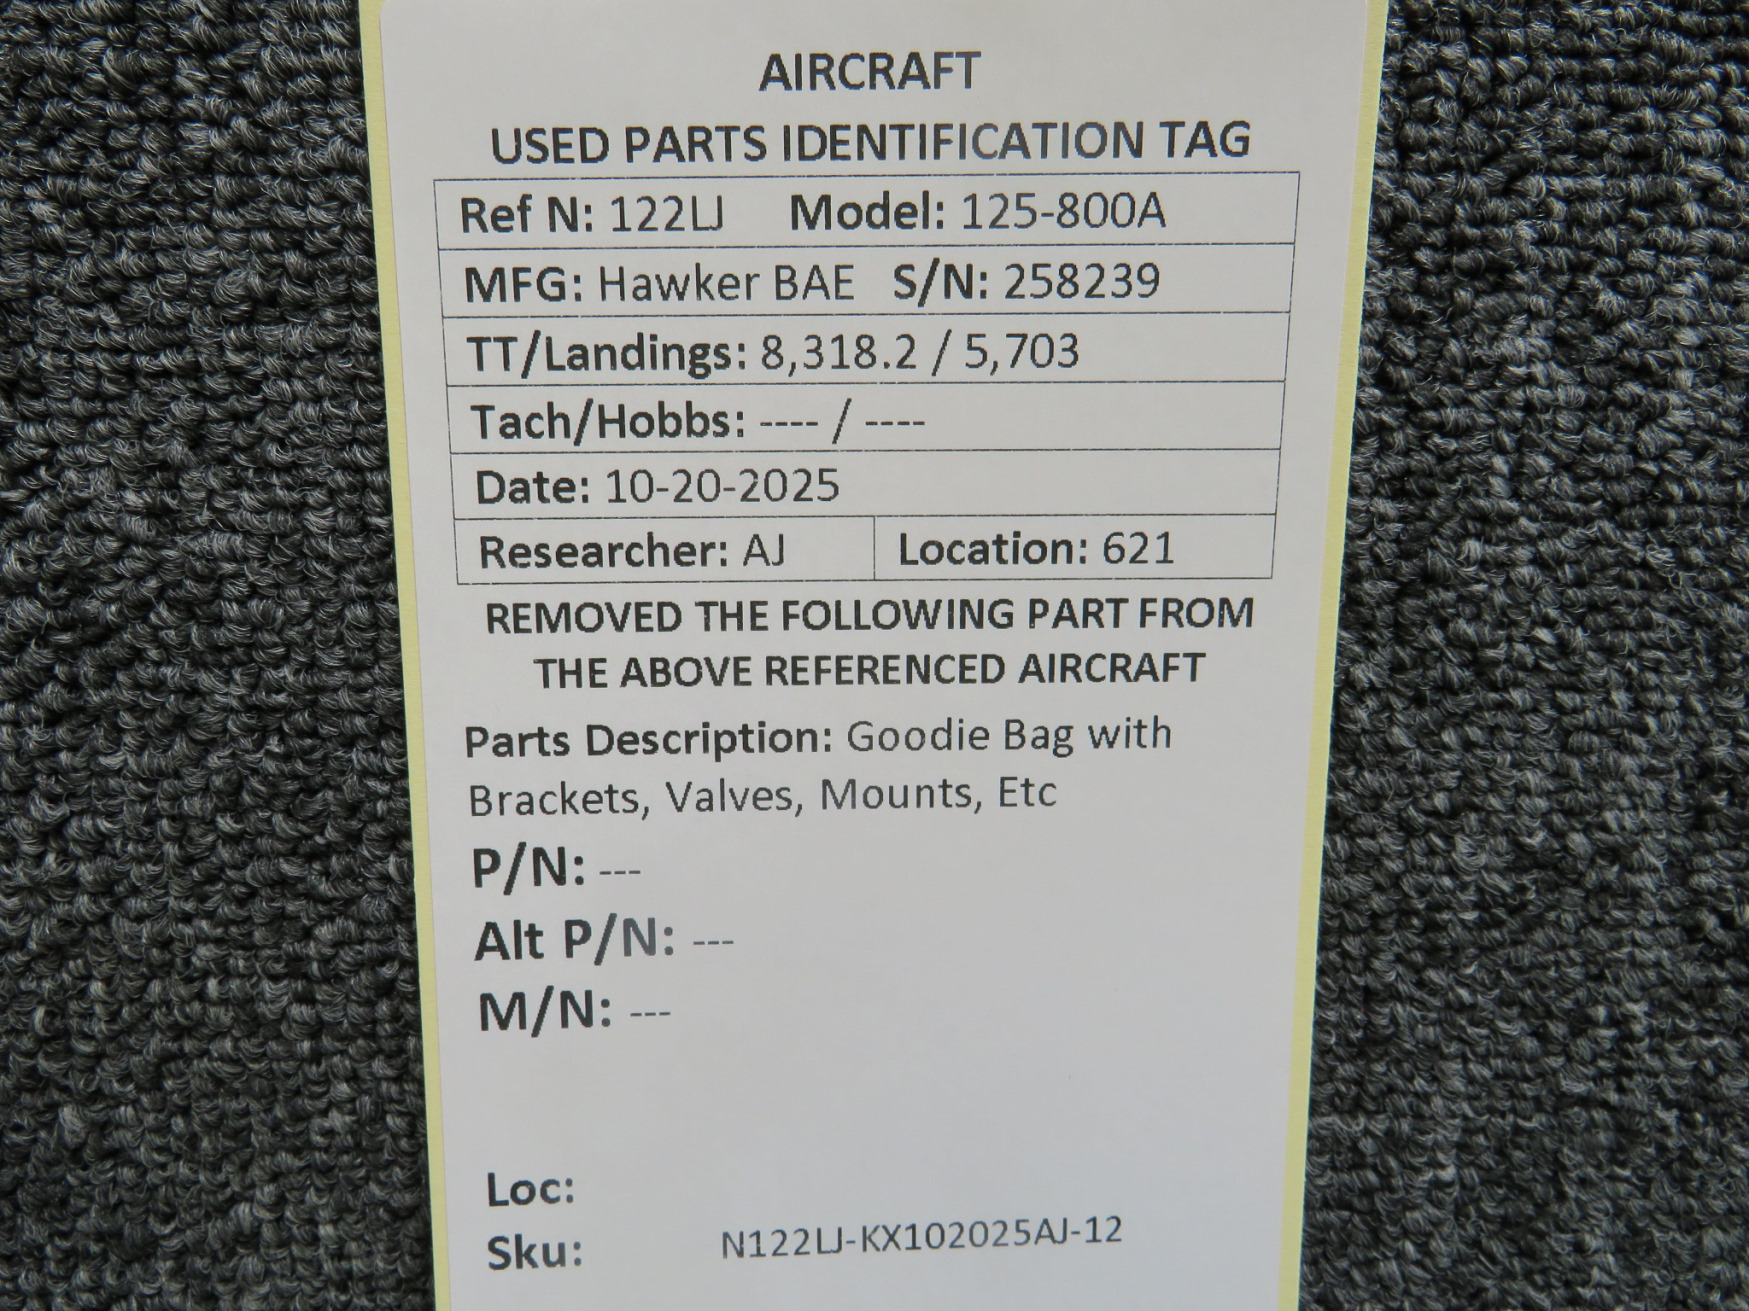 AIRCRAFT
USED PARTS IDENTIFICATION TAG
Ref N: 122LJ Model: 125-800A
MFG: Hawker BAE S/N: 258239
TT/Landings: 8,318.2 / 5,703
Tach/Hobbs: ---- / ----
Date: 10-20-2025
Researcher: AJ Location: 621
REMOVED THE FOLLOWING PART FROM
THE ABOVE REFERENCED AIRCRAFT
Parts Description: Goodie Bag with
Brackets, Valves, Mounts, Etc
P/N: ---
Alt P/N: ---
M/N: ---
Loc:
Sku: N122LJ-KX102025AJ-12